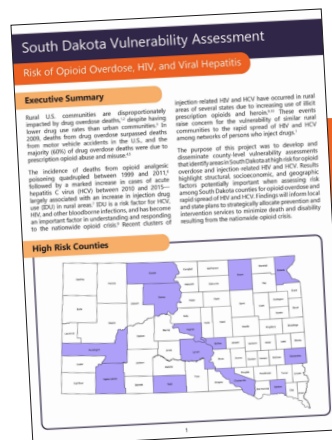 South Dakota Vulnerability Assessment
Risk of Opioid Overdose, HIV, and Viral Hepatitis
Executive Summary
Rural U.S. communities are disproportionately
impacted by drug overdose deaths, despite having
lower drug use rates than urban communities. In
2009, deaths from drug overdose surpassed deaths
from motor vehicle accidents in the U.S., and the
majority (60%) of drug overdose deaths were due to
prescription opioid abuse and misuse.
The incidence of deaths from opioid analgesic
poisoning quadrupled between 1999 and 2011,
followed by a marked increase in cases of acute
hepatitis C virus (HCV) between 2010 and 2015—
largely associated with an increase in injection drug
use (IDU) in rural areas. IDU is a risk factor for HCV,
HIV, and other bloodborne infections, and has become
an important factor in understanding and responding
to the nationwide opioid crisis. Recent clusters of
injection related HIV and HCV have occurred in rural
areas of several states due to increasing use of illicit
prescription opioids and heroin. These events
raise concern for the vulnerability of similar rural
communities to the rapid spread of HIV and HCV
among networks of persons who inject drugs.
The purpose of this project was to develop and
disseminate county-level vulnerability assessments
that identify areas in South Dakota at high risk for opioid
overdose and injection related HIV and HCV. Results
highlight structural, socioeconomic, and geographic
factors potentially important when assessing risk
among South Dakota counties for opioid overdose and
rapid spread of HIV and HCV. Findings will inform local
and state plans to strategically allocate prevention and
intervention services to minimize death and disability
resulting from the nationwide opioid crisis.
High Risk Counties
1